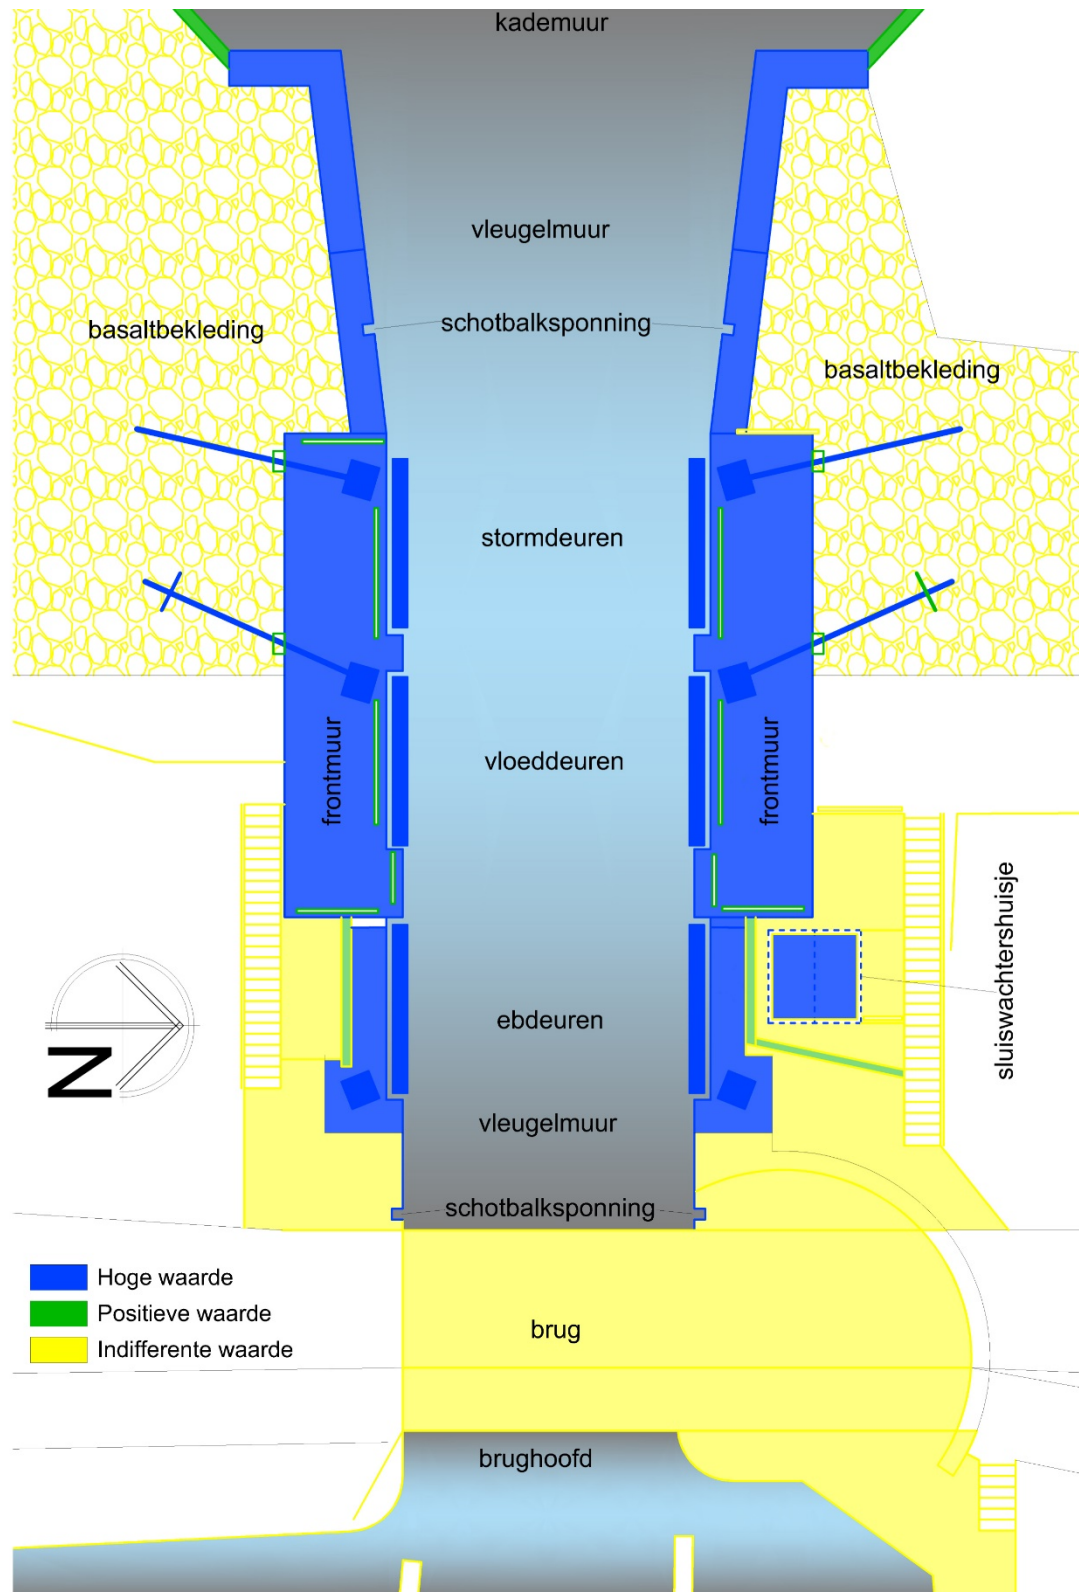 kademuur
vleugelmuur
schotbalksponning
basaltbekleding
basaltbekleding
stormdeuren
vloeddeuren
frontmuur
frontmuur
sluiswachtershuisje
ebdeuren
N
vleugelmuur
schotbalksponning
Hoge waarde
Positieve waarde
Indifferente waarde
brug
brughoofd